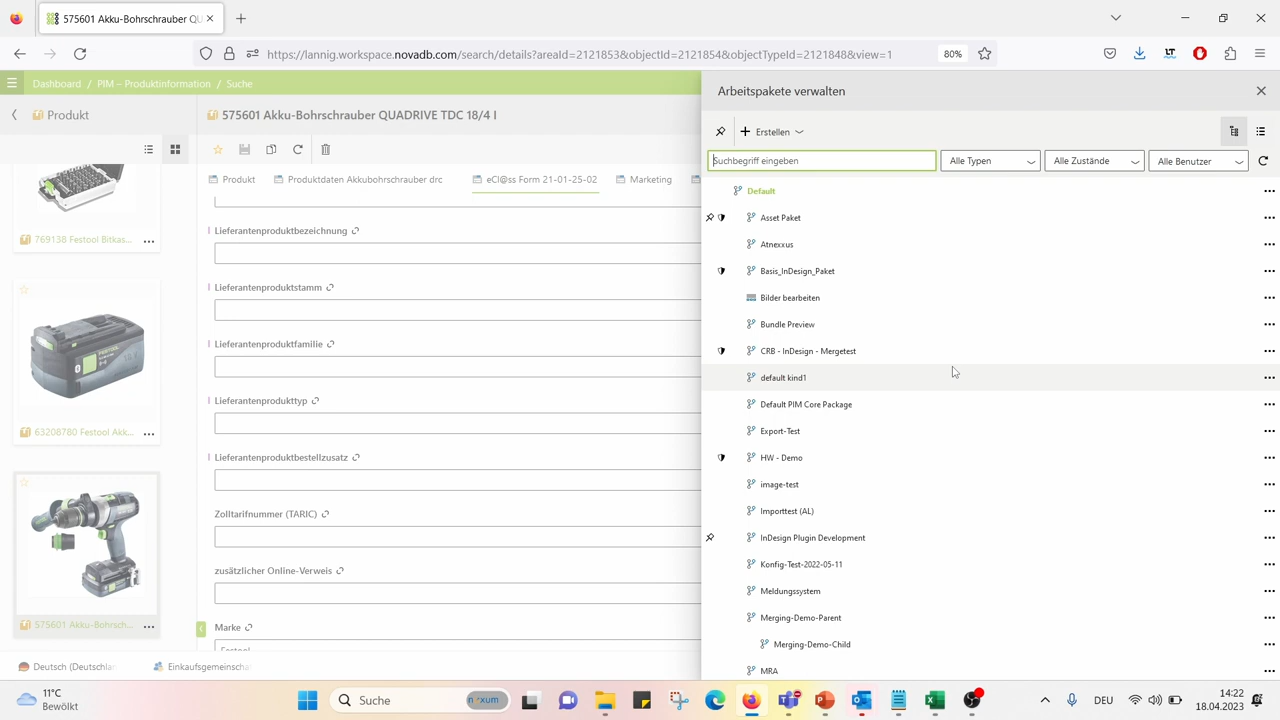 575601 Akku-Bohrschrauber QU
https://lannig.workspace.novadb.com/search/details?areaId=2121853&objectId=2121854&objectTypeId=2121848&view=1
80%
Dashboard / PIM – Produktinformation / Suche
Produkt
769138 Festool Bitkas...
63208780 Festool Akk...
575601 Akku-Bohrsch...
Deutsch (Deutschlan
Einkaufsgemeinscha
575601 Akku-Bohrschrauber QUADRIVE TDC 18/4 I
Produkt
Produktdaten Akkubohrschrauber drc
eCl@ss Form 21-01-25-02
Marketing
Lieferantenproduktbezeichnung
Lieferantenproduktstamm
Lieferantenproduktfamilie
Lieferantenprodukttyp
Lieferantenproduktbestellzusatz
Zolltarifnummer (TARIC)
zusätzlicher Online-Verweis
Marke
Festool
Arbeitspakete verwalten
Erstellen
Suchbegriff eingeben
Alle Typen
Alle Zustände
Alle Benutzer
Default
Asset Paket
Atnexxus
Basis_InDesign_Paket
Bilder bearbeiten
Bundle Preview
CRB - InDesign - Mergetest
default kind1
Default PIM Core Package
Export-Test
HW - Demo
image-test
Importtest (AL)
InDesign Plugin Development
Konfig-Test-2022-05-11
Meldungssystem
Merging-Demo-Parent
Merging-Demo-Child
MRA
11°C
Bewölkt
Suche
DEU
14:22
18.04.2023